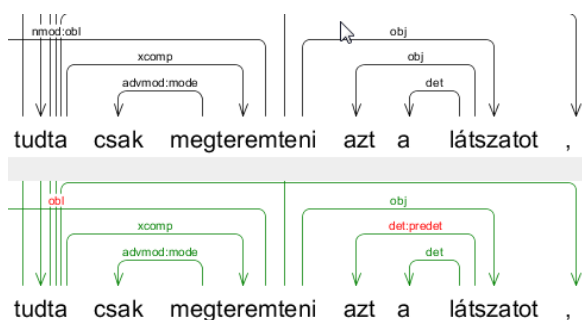 nmod:obl obj
xcomp obj
advmod:mode det
tudta csak megteremteni azt a látszatot ,
obl obj
xcomp det:predet
advmod:mode det
tudta csak megteremteni azt a látszatot ,